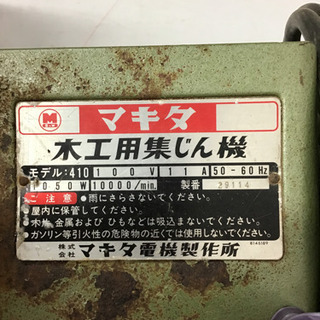 マキタ
木工用集じん機
モデル:410 100V 11A 50-60Hz
1050W 10000/min. 製番 39114
ご注意 ●雨にさらさないでください。
●屋内に保管してください。
●木片、金属およびひもなどは吸込まないでください。
●ガソリン等引火性の危険物の近くでは使用しないでください。
株式会社 マキタ電機製作所